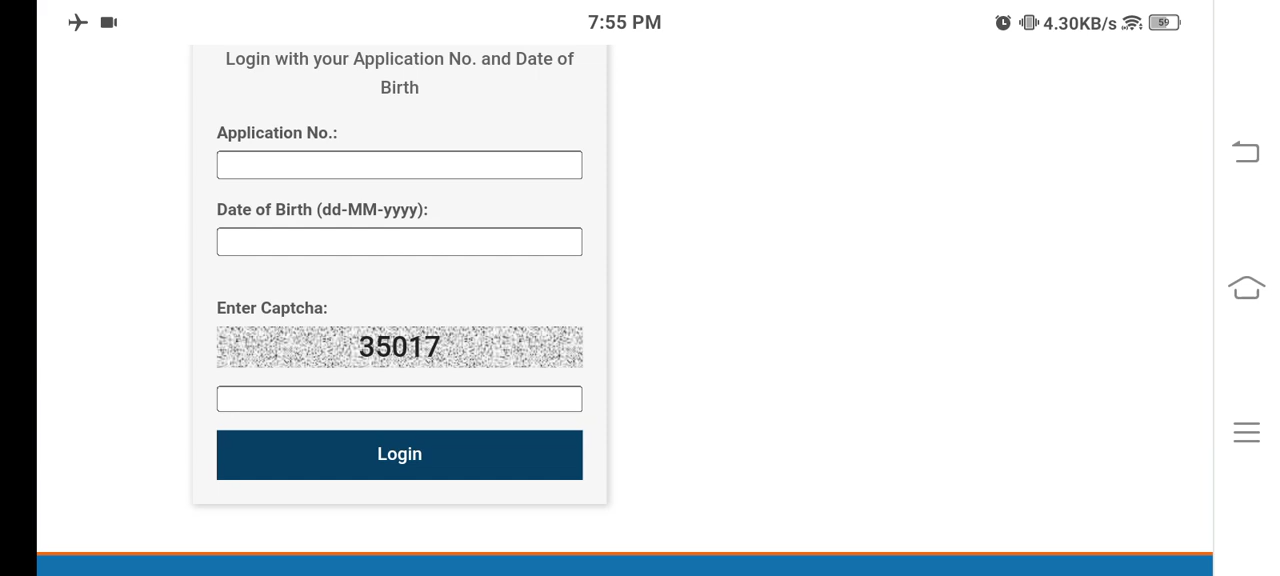 7:55 PM
4.30KB/s
59
Login with your Application No. and Date of
Birth
Application No.:
Date of Birth (dd-MM-yyyy):
Enter Captcha:
35017
Login